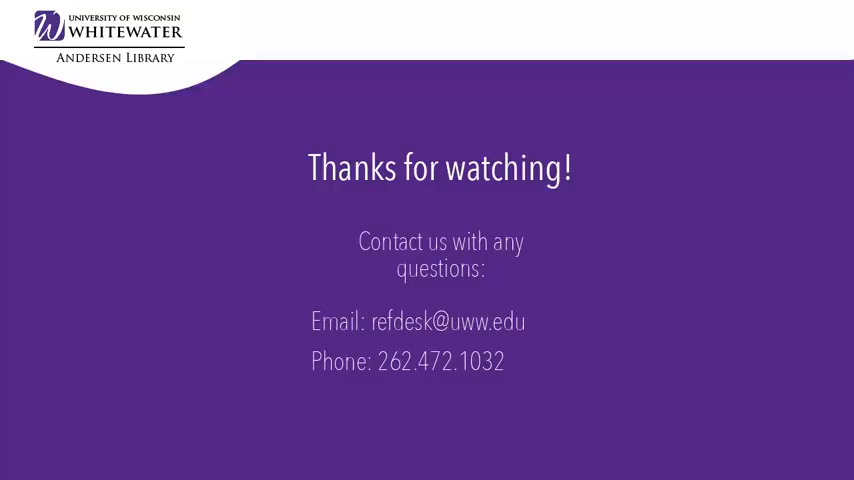 UNIVERSITY OF WISCONSIN
WHITEWATER
ANDERSEN LIBRARY
Thanks for watching!
Contact us with any
questions:
Email: refdesk@uww.edu
Phone: 262.472.1032